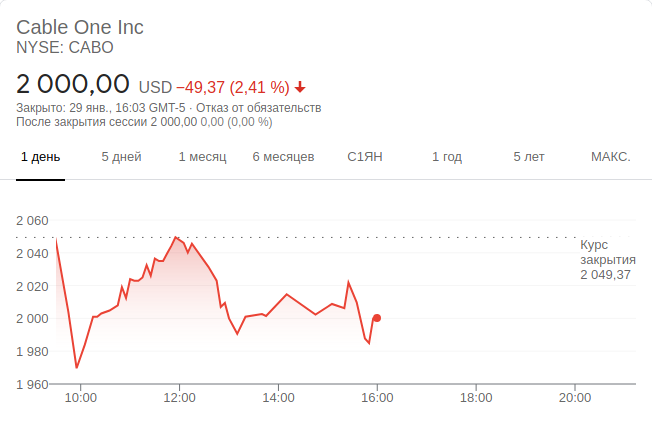 Cable One Inc
NYSE: CABO
2 000,00 USD −49,37 (2,41 %)
Закрыто: 29 янв., 16:03 GMT-5 · Отказ от обязательств
После закрытия сессии 2 000,00 0,00 (0,00 %)
1 день 5 дней 1 месяц 6 месяцев С1ЯН 1 год 5 лет МАКС.
2 060
2 040
2 020
2 000
1 980
1 960
Курс
закрытия
2 049,37
10:00 12:00 14:00 16:00 18:00 20:00